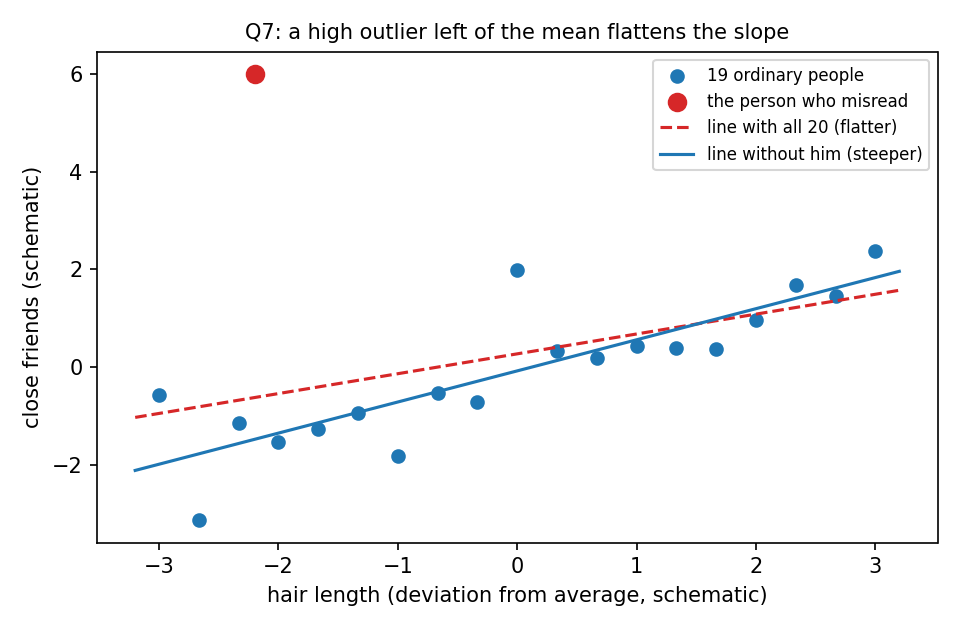 Q7: a high outlier left of the mean flattens the slope
19 ordinary people
the person who misread
line with all 20 (flatter)
line without him (steeper)
close friends (schematic)
6
4
2
0
−2
−3
−2
−1
0
1
2
3
hair length (deviation from average, schematic)